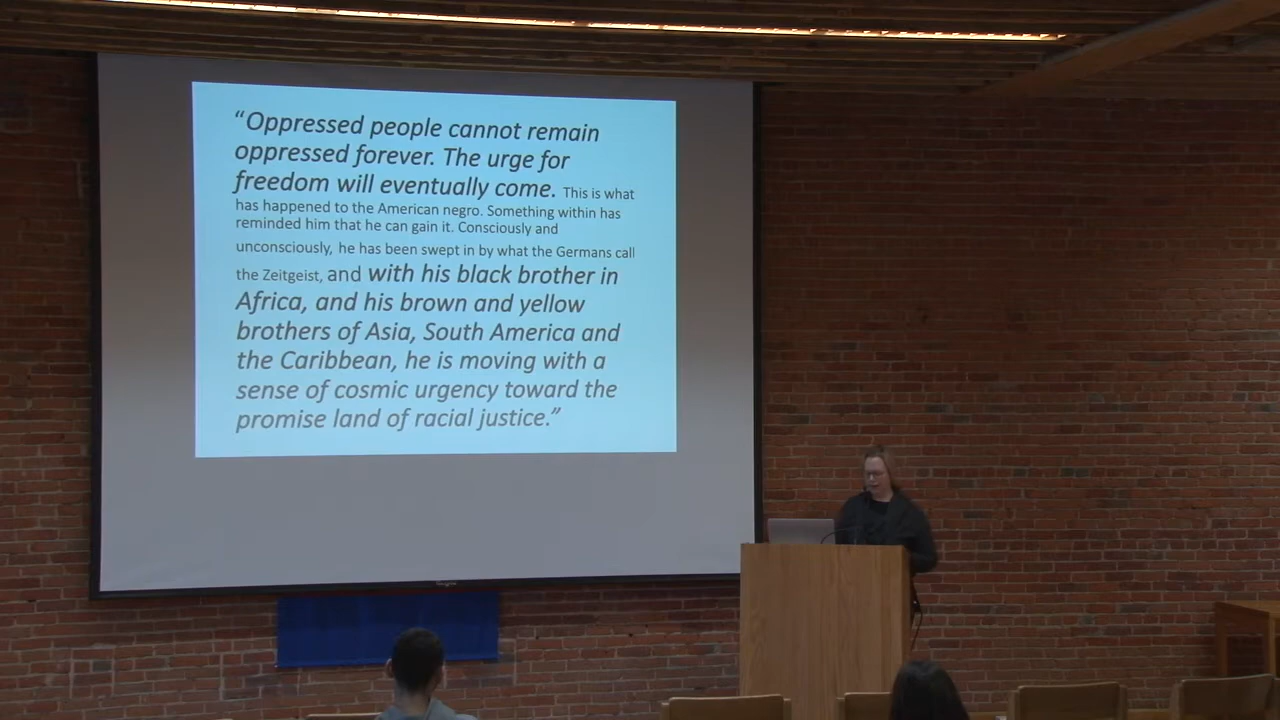 “Oppressed people cannot remain
oppressed forever. The urge for
freedom will eventually come. This is what
has happened to the American negro. Something within has
reminded him that he can gain it. Consciously and
unconsciously, he has been swept in by what the Germans call
the Zeitgeist, and with his black brother in
Africa, and his brown and yellow
brothers of Asia, South America and
the Caribbean, he is moving with a
sense of cosmic urgency toward the
promise land of racial justice.”